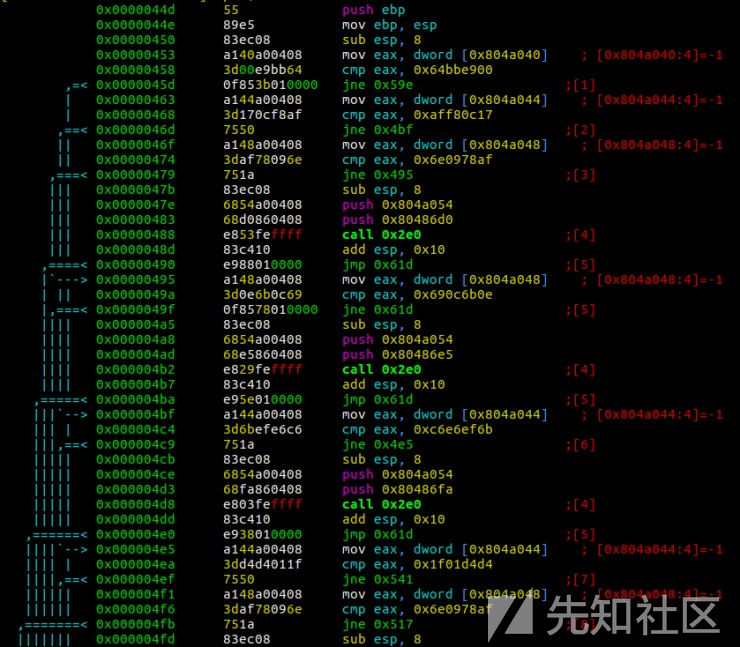 0x0000044d 55 push ebp
0x0000044e 89e5 mov ebp, esp
0x00000450 83ec08 sub esp, 8
0x00000453 a140a00408 mov eax, dword [0x804a040] ; [0x804a040:4]=-1
0x00000458 3d00e9bb64 cmp eax, 0x64bbe900
,=< 0x0000045d 0f853b010000 jne 0x59e ;[1]
| 0x00000463 a144a00408 mov eax, dword [0x804a044] ; [0x804a044:4]=-1
| 0x00000468 3d170cf8af cmp eax, 0xaff80c17
,==< 0x0000046d 7550 jne 0x4bf ;[2]
|| 0x0000046f a148a00408 mov eax, dword [0x804a048] ; [0x804a048:4]=-1
|| 0x00000474 3daf78096e cmp eax, 0x6e0978af
,===< 0x00000479 751a jne 0x495 ;[3]
||| 0x0000047b 83ec08 sub esp, 8
||| 0x0000047e 6854a00408 push 0x804a054
||| 0x00000483 68d0860408 push 0x80486d0
||| 0x00000488 e853feffff call 0x2e0 ;[4]
||| 0x0000048d 83c410 add esp, 0x10
,====< 0x00000490 e988010000 jmp 0x61d ;[5]
|`---> 0x00000495 a148a00408 mov eax, dword [0x804a048] ; [0x804a048:4]=-1
| || 0x0000049a 3d0e6b0c69 cmp eax, 0x690c6b0e
|,===< 0x0000049f 0f8578010000 jne 0x61d ;[5]
|||| 0x000004a5 83ec08 sub esp, 8
|||| 0x000004a8 6854a00408 push 0x804a054
|||| 0x000004ad 68e5860408 push 0x80486e5
|||| 0x000004b2 e829feffff call 0x2e0 ;[4]
|||| 0x000004b7 83c410 add esp, 0x10
,=====< 0x000004ba e95e010000 jmp 0x61d ;[5]
|||`--> 0x000004bf a144a00408 mov eax, dword [0x804a044] ; [0x804a044:4]=-1
||| | 0x000004c4 3d6befe6c6 cmp eax, 0xc6e6ef6b
|||,==< 0x000004c9 751a jne 0x4e5 ;[6]
||||| 0x000004cb 83ec08 sub esp, 8
||||| 0x000004ce 6854a00408 push 0x804a054
||||| 0x000004d3 68fa860408 push 0x80486fa
||||| 0x000004d8 e803feffff call 0x2e0 ;[4]
||||| 0x000004dd 83c410 add esp, 0x10
,======< 0x000004e0 e938010000 jmp 0x61d ;[5]
||||`--> 0x000004e5 a144a00408 mov eax, dword [0x804a044] ; [0x804a044:4]=-1
|||| | 0x000004ea 3dd4d4011f cmp eax, 0x1f01d4d4
||||,==< 0x000004ef 7550 jne 0x541 ;[7]
|||||| 0x000004f1 a148a00408 mov eax, dword [0x804a048] ; [0x804a048:4]=-1
|||||| 0x000004f6 3daf78096e cmp eax, 0x6e0978af
,=======< 0x000004fb 751a jne 0x517
||||||| 0x000004fd 83ec08 sub esp, 8
先知社区